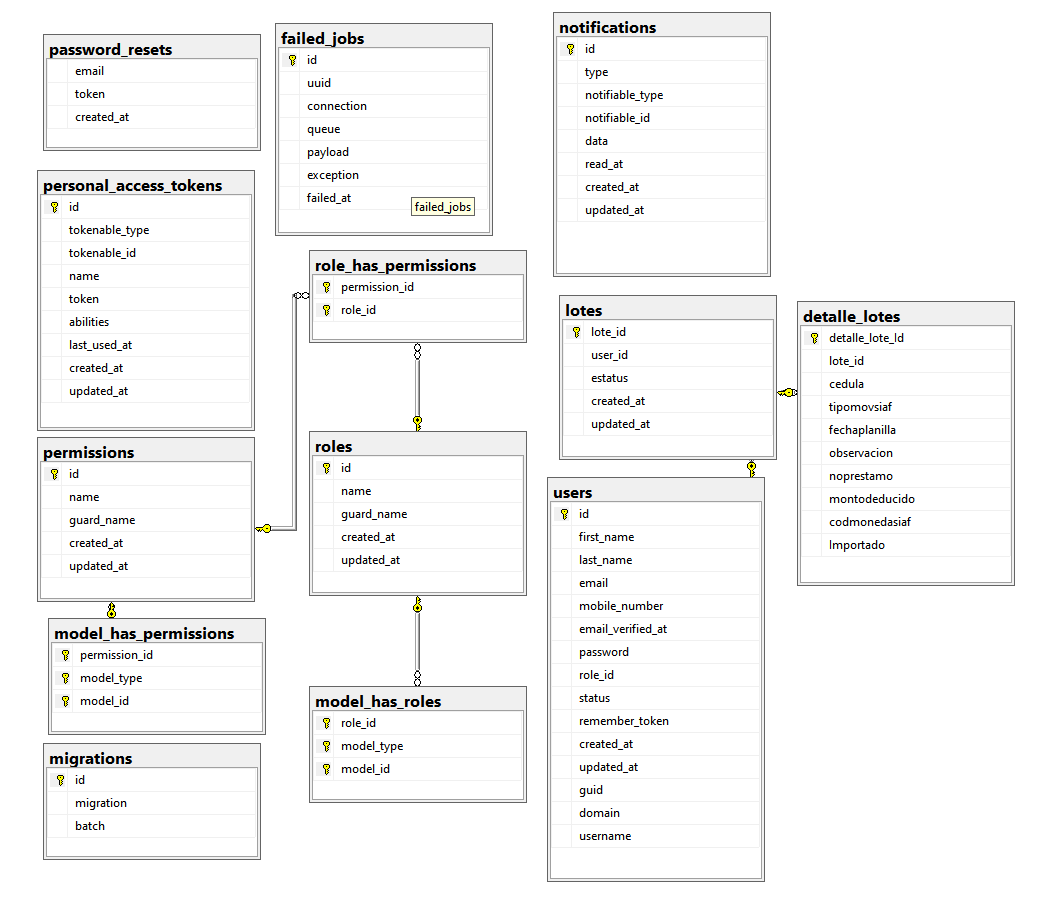 password_resets
email
token
created_at
failed_jobs
id
uuid
connection
queue
payload
exception
failed_at
failed_jobs
notifications
id
type
notifiable_type
notifiable_id
data
read_at
created_at
updated_at
personal_access_tokens
id
tokenable_type
tokenable_id
name
token
abilities
last_used_at
created_at
updated_at
role_has_permissions
permission_id
role_id
lotes
lote_id
user_id
estatus
created_at
updated_at
detalle_lotes
detalle_lote_Id
lote_id
cedula
tipomovsiaf
fechaplanilla
observacion
noprestamo
montodeducido
codmonedasiaf
Importado
permissions
id
name
guard_name
created_at
updated_at
roles
id
name
guard_name
created_at
updated_at
users
id
first_name
last_name
email
mobile_number
email_verified_at
password
role_id
status
remember_token
created_at
updated_at
guid
domain
username
model_has_permissions
permission_id
model_type
model_id
model_has_roles
role_id
model_type
model_id
migrations
id
migration
batch